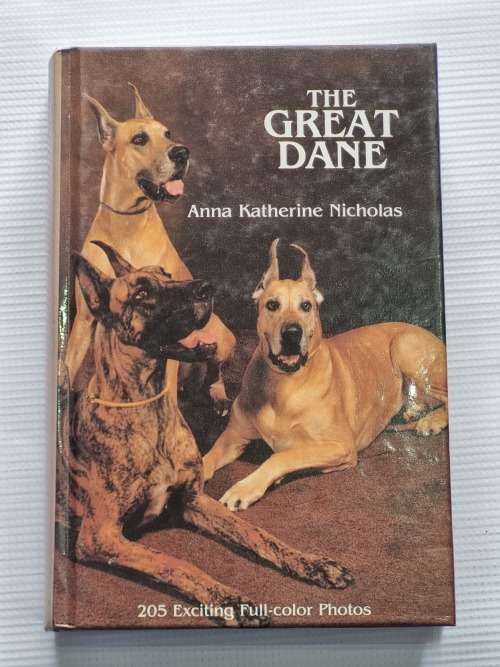 THE
GREAT
DANE
Anna Katherine Nicholas
205 Exciting Full-color Photos